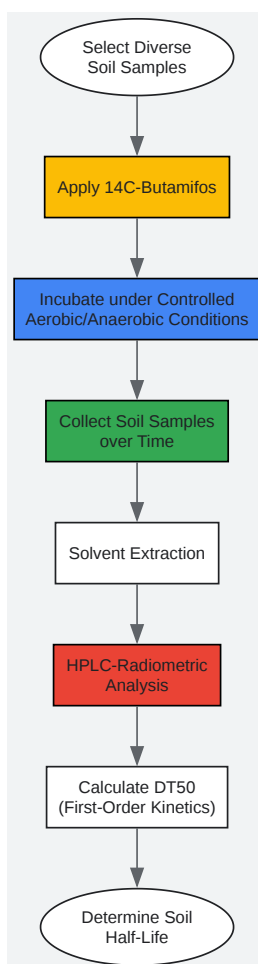 Select Diverse
Soil Samples
Apply 14C-Butamifos
Incubate under Controlled
Aerobic/Anaerobic Conditions
Collect Soil Samples
over Time
Solvent Extraction
HPLC-Radiometric
Analysis
Calculate DT50
(First-Order Kinetics)
Determine Soil
Half-Life